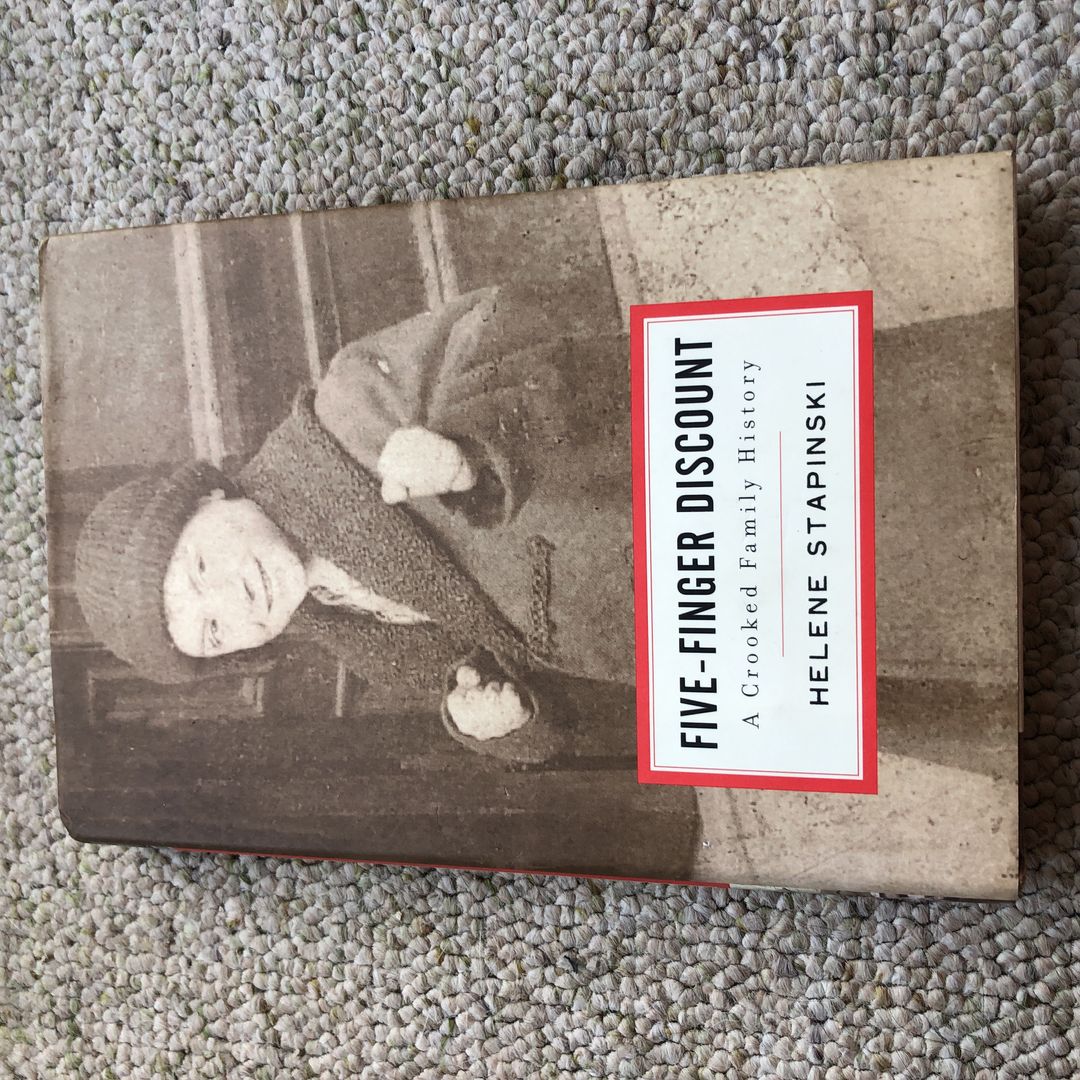 FIVE-FINGER DISCOUNT
A Crooked Family History
HELENE STAPINSKI